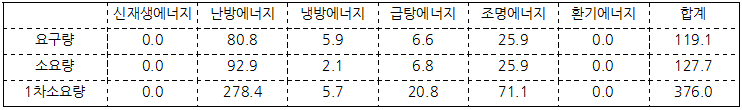 신재생에너지 난방에너지 냉방에너지 급탕에너지 조명에너지 환기에너지 합계
요구량 0.0 80.8 5.9 6.6 25.9 0.0 119.1
소요량 0.0 92.9 2.1 6.8 25.9 0.0 127.7
1차소요량 0.0 278.4 5.7 20.8 71.1 0.0 376.0